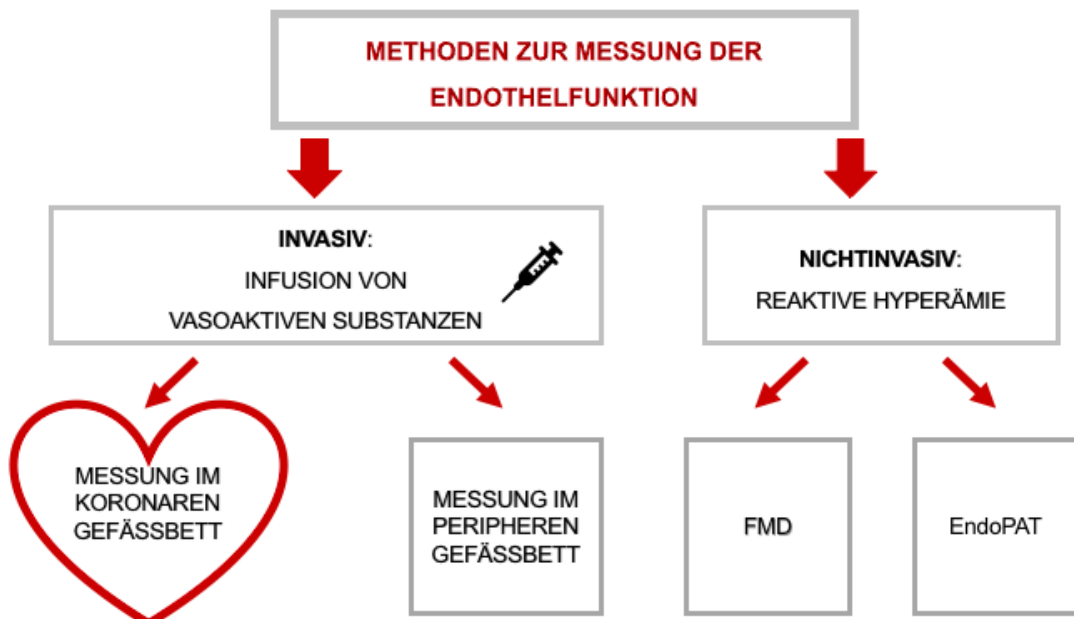 METHODEN ZUR MESSUNG DER
ENDOTHELFUNKTION
INVASIV:
INFUSION VON
VASOAKTIVEN SUBSTANZEN
NICHTINVASIV:
REAKTIVE HYPERÄMIE
MESSUNG IM
KORONAREN
GEFÄSSBETT
MESSUNG IM
PERIPHEREN
GEFÄSSBETT
FMD
EndoPAT